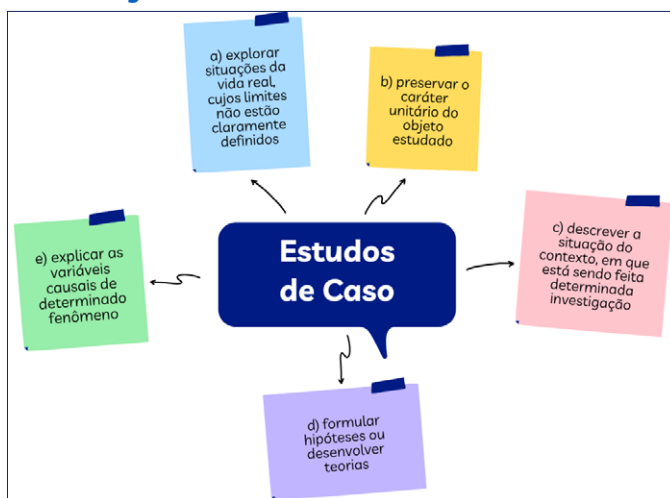 a) explorar
situações da
vida real,
cujos limites
não estão
claramente
definidos
b) preservar o
caráter
unitário do
objeto
estudado
c) descrever a
situação do
contexto, em que
está sendo feita
determinada
investigação
Estudos
de Caso
e) explicar as
variáveis
causais de
determinado
fenômeno
d) formular
hipóteses ou
desenvolver
teorias